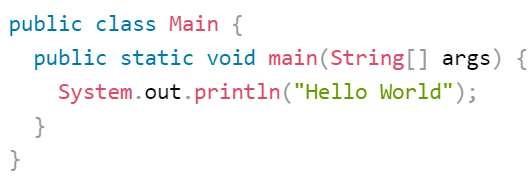 public class Main {
  public static void main(String[] args) {
    System.out.println("Hello World");
  }
}